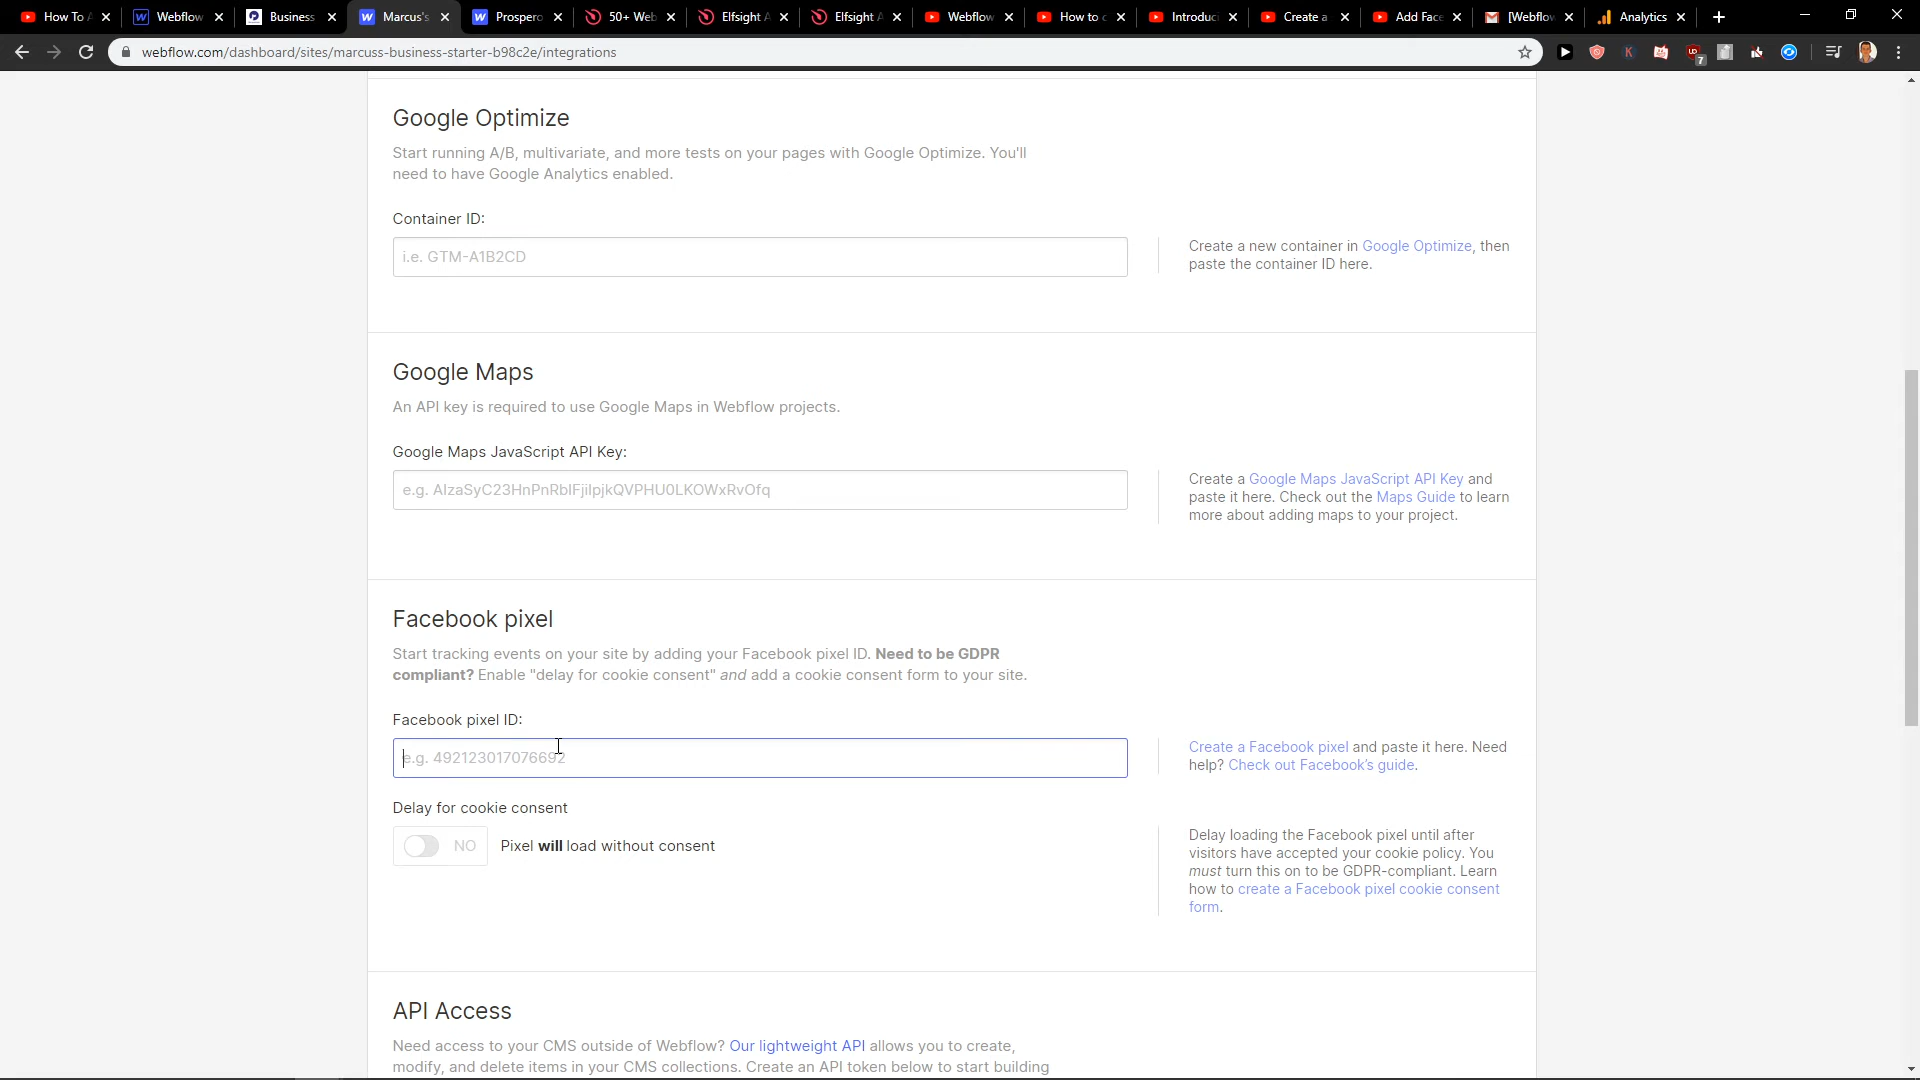 How To A
Webflow
Business
Marcus's
Prospero
50+ Web
Elfsight A
Elfsight A
Webflow
How to c
Introduc
Create a
Add Face
[Webflow
Analytics
webflow.com/dashboard/sites/marcuss-business-starter-b98c2e/integrations
7
Google Optimize
Start running A/B, multivariate, and more tests on your pages with Google Optimize. You'll
need to have Google Analytics enabled.
Container ID:
i.e. GTM-A1B2CD
Create a new container in Google Optimize, then
paste the container ID here.
Google Maps
An API key is required to use Google Maps in Webflow projects.
Google Maps JavaScript API Key:
e.g. AIzaSyC23HnPnRbIFjiIpjkQVPHU0LKOWxRvOfq
Create a Google Maps JavaScript API Key and
paste it here. Check out the Maps Guide to learn
more about adding maps to your project.
Facebook pixel
Start tracking events on your site by adding your Facebook pixel ID. Need to be GDPR
compliant? Enable "delay for cookie consent" and add a cookie consent form to your site.
Facebook pixel ID:
e.g. 492123017076692
Create a Facebook pixel and paste it here. Need
help? Check out Facebook's guide.
Delay for cookie consent
NO
Pixel will load without consent
Delay loading the Facebook pixel until after
visitors have accepted your cookie policy. You
must turn this on to be GDPR-compliant. Learn
how to create a Facebook pixel cookie consent
form.
API Access
Need access to your CMS outside of Webflow? Our lightweight API allows you to create,
modify, and delete items in your CMS collections. Create an API token below to start building